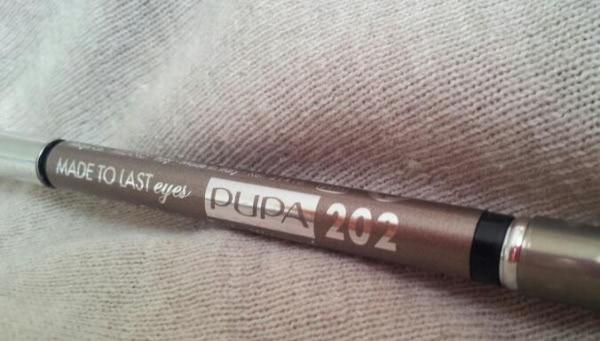 MADE TO LAST eyes PUPA 202